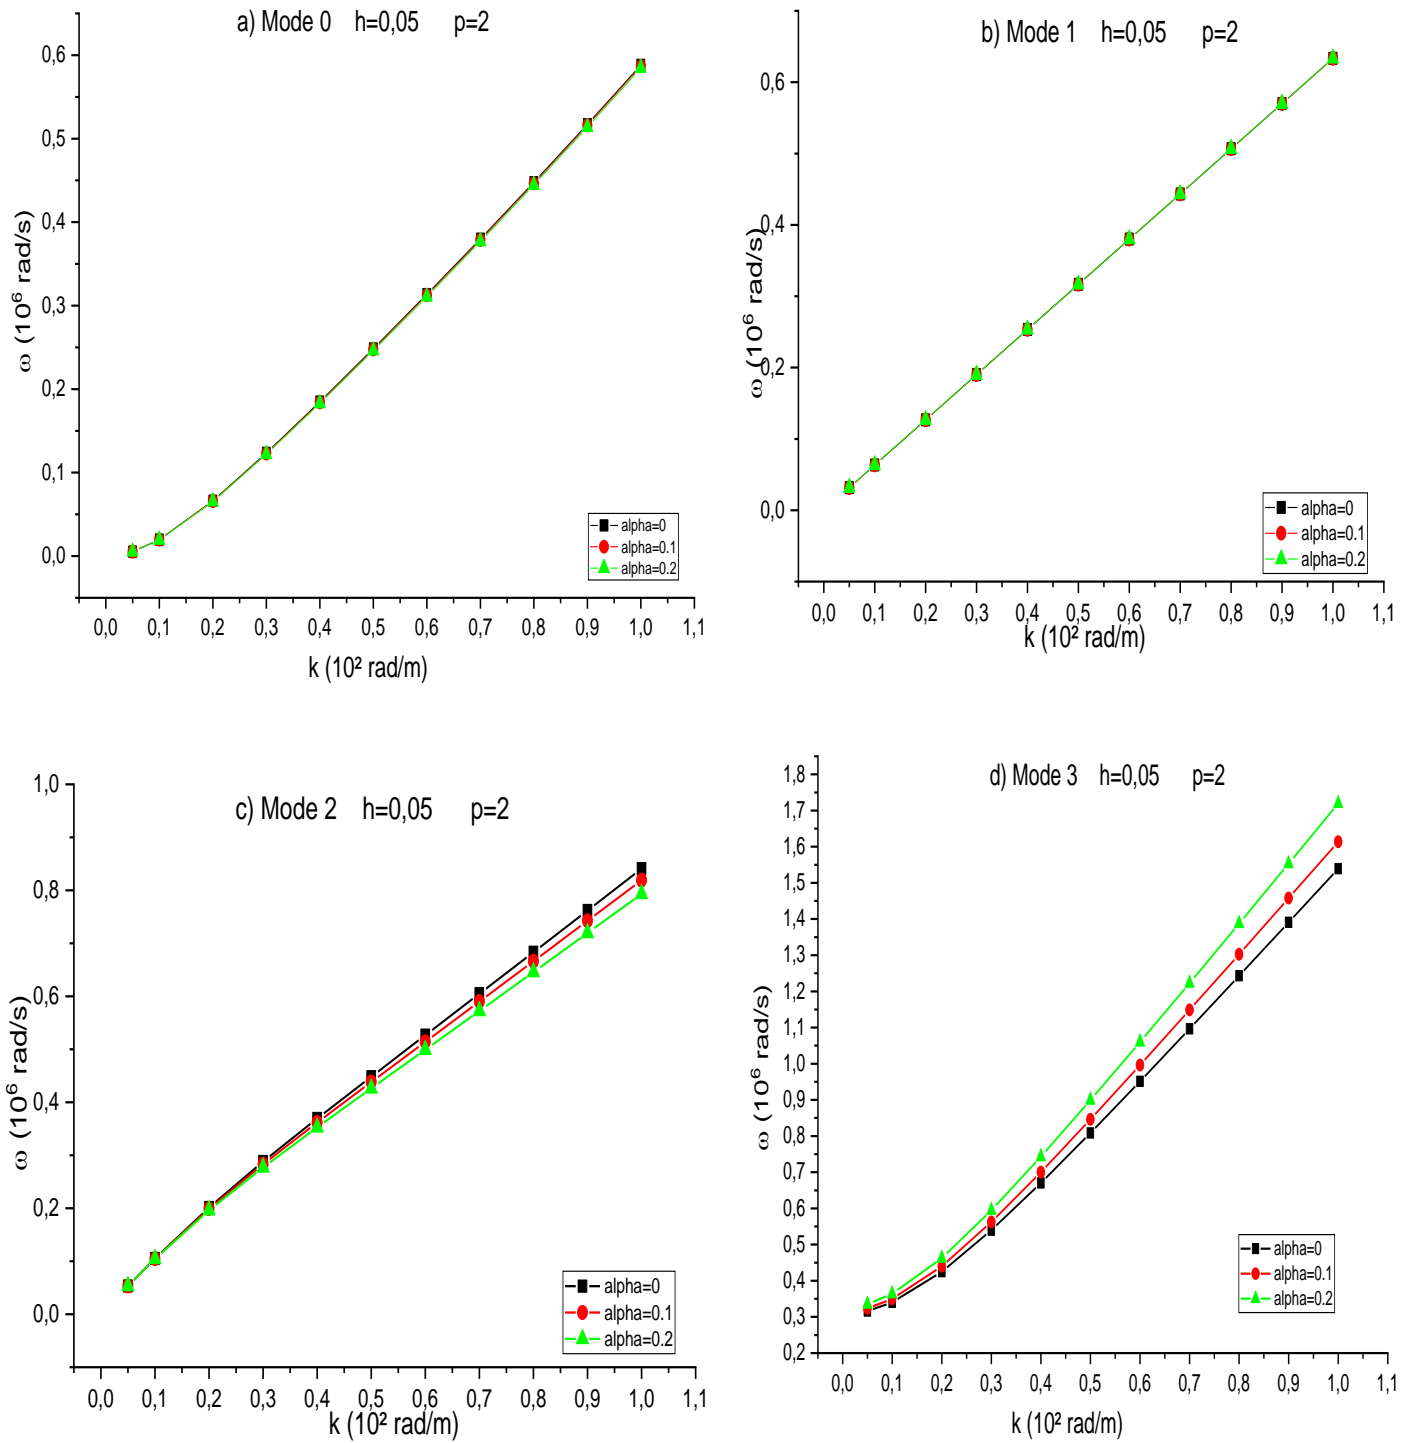 a) Mode 0 h=0,05 p=2
0,6
0,5
0,4
0,3
0,2
0,1
0,0
ω (10⁶ rad/s)
alpha=0
alpha=0.1
alpha=0.2
0,0 0,1 0,2 0,3 0,4 0,5 0,6 0,7 0,8 0,9 1,0 1,1
k (10² rad/m)
b) Mode 1 h=0,05 p=2
0,6
0,4
0,2
0,0
ω (10⁶ rad/s)
alpha=0
alpha=0.1
alpha=0.2
0,0 0,1 0,2 0,3 0,4 0,5 0,6 0,7 0,8 0,9 1,0 1,1
k (10² rad/m)
c) Mode 2 h=0,05 p=2
1,0
0,8
0,6
0,4
0,2
0,0
ω (10⁶ rad/s)
alpha=0
alpha=0.1
alpha=0.2
0,0 0,1 0,2 0,3 0,4 0,5 0,6 0,7 0,8 0,9 1,0 1,1
k (10² rad/m)
d) Mode 3 h=0,05 p=2
1,8
1,7
1,6
1,5
1,4
1,3
1,2
1,1
1,0
0,9
0,8
0,7
0,6
0,5
0,4
0,3
0,2
ω (10⁶ rad/s)
alpha=0
alpha=0.1
alpha=0.2
0,0 0,1 0,2 0,3 0,4 0,5 0,6 0,7 0,8 0,9 1,0 1,1
k (10² rad/m)